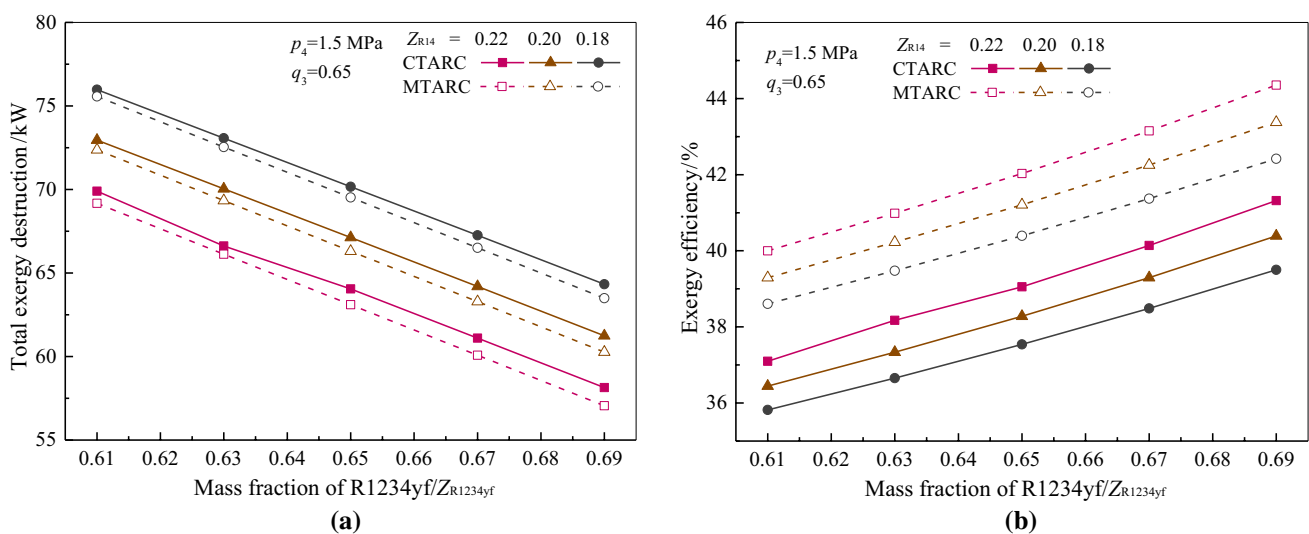 80
75
70
65
60
55
Total exergy destruction/kW
p4=1.5 MPa
q3=0.65
ZR14 = 0.22 0.20 0.18
CTARC
MTARC
0.61 0.62 0.63 0.64 0.65 0.66 0.67 0.68 0.69
Mass fraction of R1234yf/ZR1234yf
(a)
46
44
42
40
38
36
Exergy efficiency/%
p4=1.5 MPa
q3=0.65
ZR14 = 0.22 0.20 0.18
CTARC
MTARC
0.61 0.62 0.63 0.64 0.65 0.66 0.67 0.68 0.69
Mass fraction of R1234yf/ZR1234yf
(b)